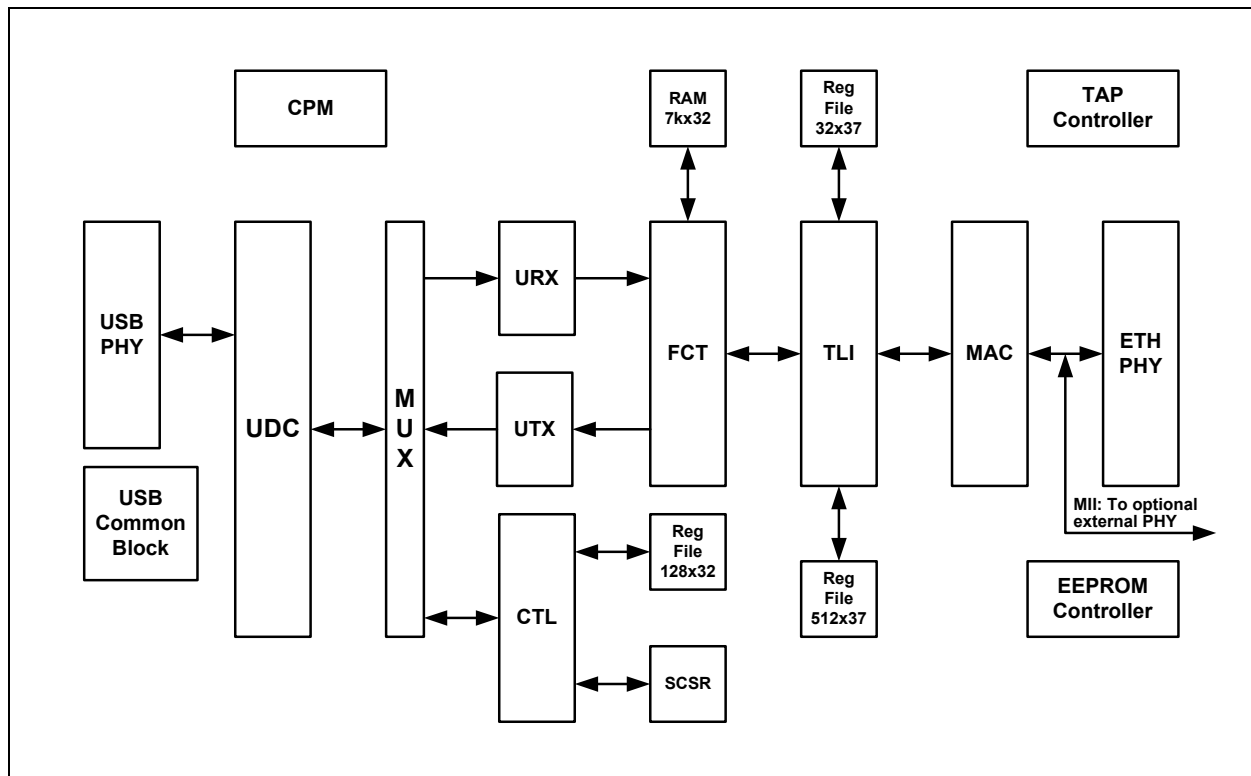 CPM
RAM
7kx32
Reg
File
32x37
TAP
Controller
USB
PHY
UDC
M
U
X
URX
UTX
FCT
TLI
MAC
ETH
PHY
MII: To optional
external PHY
USB
Common
Block
CTL
Reg
File
128x32
SCSR
Reg
File
512x37
EEPROM
Controller